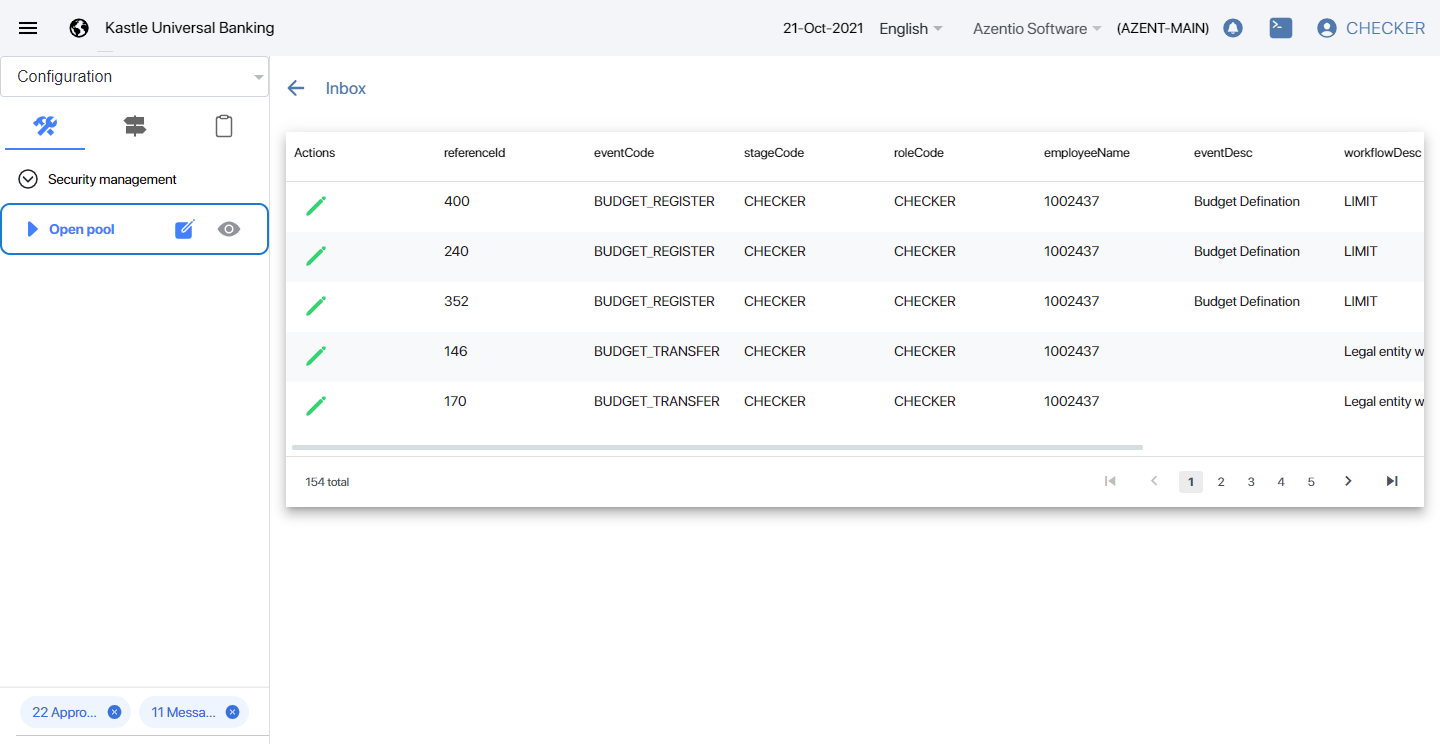 Kastle Universal Banking 21-Oct-2021 English Azentio Software (AZENT-MAIN) CHECKER
Configuration
Security management
Open pool
22 Appro... 11 Messa...
Inbox
Actions referenceId eventCode stageCode roleCode employeeName eventDesc workflowDesc
400 BUDGET_REGISTER CHECKER CHECKER 1002437 Budget Defination LIMIT
240 BUDGET_REGISTER CHECKER CHECKER 1002437 Budget Defination LIMIT
352 BUDGET_REGISTER CHECKER CHECKER 1002437 Budget Defination LIMIT
146 BUDGET_TRANSFER CHECKER CHECKER 1002437 Legal entity w
170 BUDGET_TRANSFER CHECKER CHECKER 1002437 Legal entity w
154 total 1 2 3 4 5